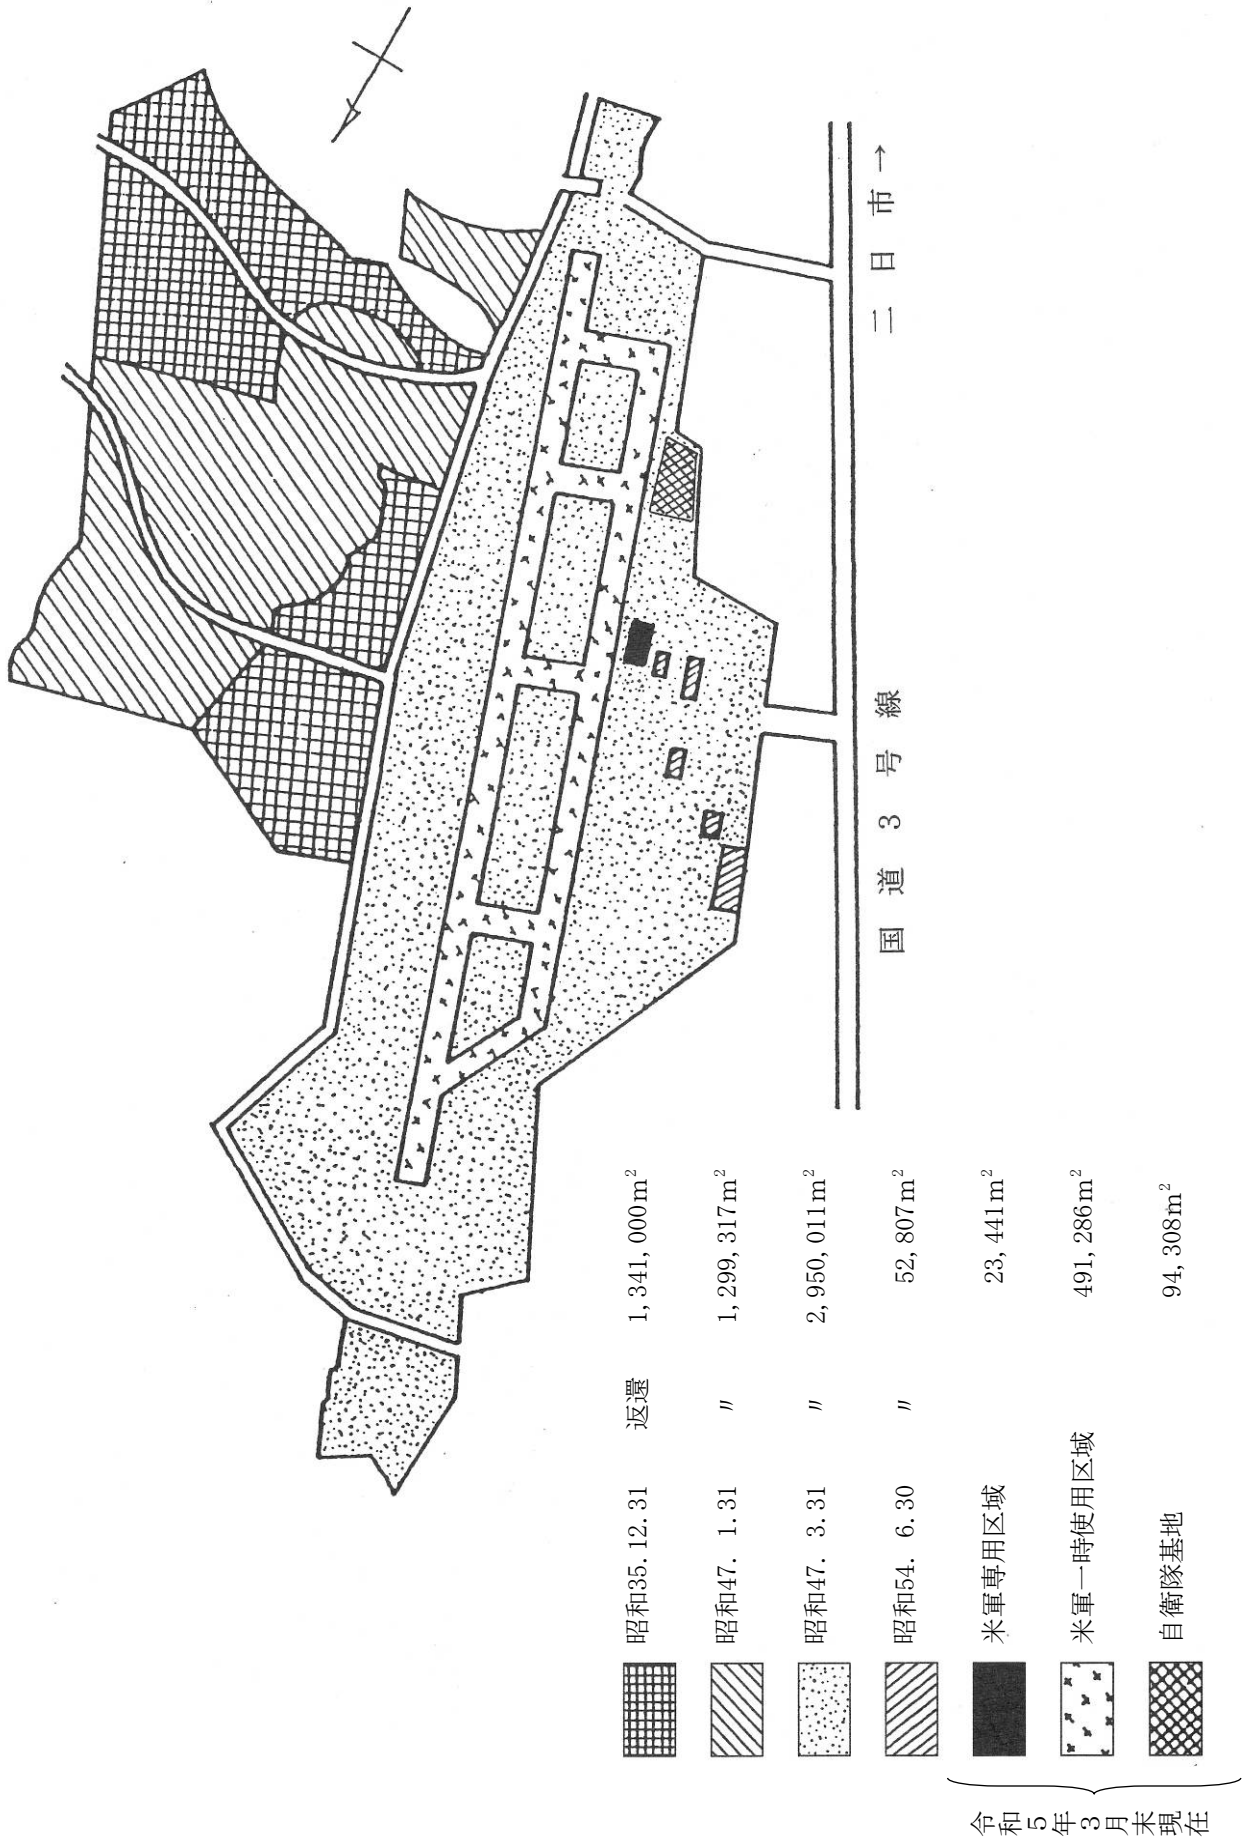 二日市→
国道3号線
昭和35.12.31 返還 1,341,000m²
昭和47. 1.31 〃 1,299,317m²
昭和47. 3.31 〃 2,950,011m²
昭和54. 6.30 〃 52,807m²
米軍専用区域 23,441m²
米軍一時使用区域 491,286m²
自衛隊基地 94,308m²
令和5年3月末現在